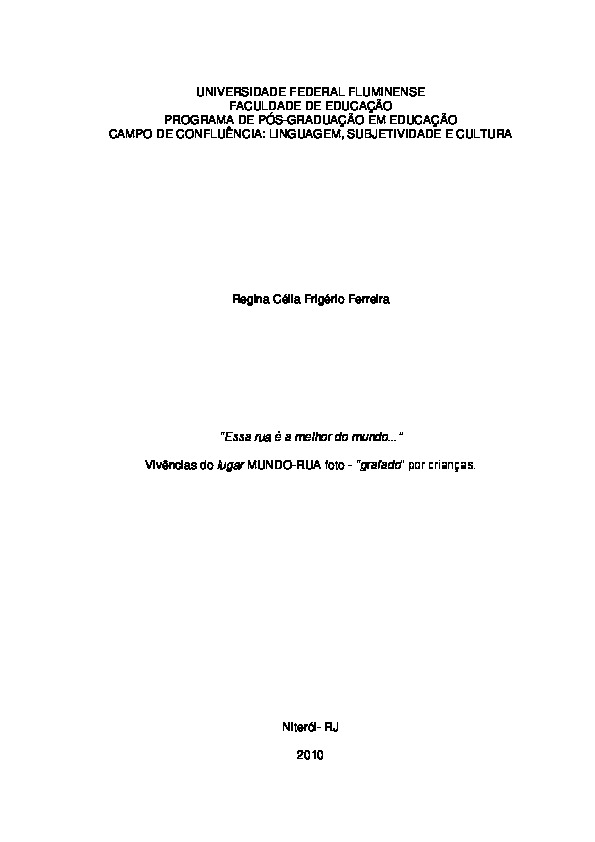 UNIVERSIDADE FEDERAL FLUMINENSE
FACULDADE DE EDUCAÇÃO
PROGRAMA DE PÓS-GRADUAÇÃO EM EDUCAÇÃO
CAMPO DE CONFLUÊNCIA: LINGUAGEM, SUBJETIVIDADE E CULTURA
Regina Célia Frigério Ferreira
"Essa rua é a melhor do mundo..."
Vivências do lugar MUNDO-RUA foto - "grafado" por crianças.
Niterói- RJ
2010